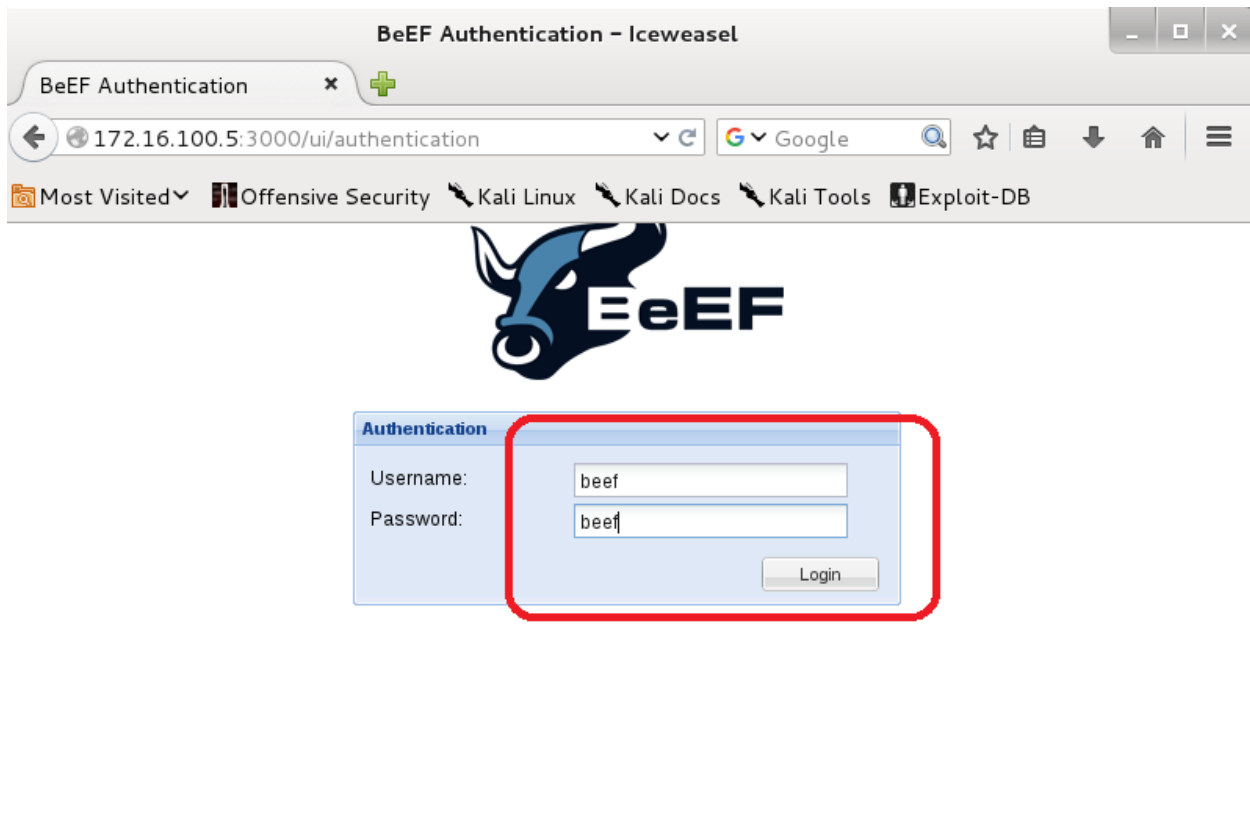 BeEF Authentication – Iceweasel
BeEF Authentication
172.16.100.5:3000/ui/authentication
Google
Most Visited
Offensive Security
Kali Linux
Kali Docs
Kali Tools
Exploit-DB
BeEF
Authentication
Username:
beef
Password:
beef
Login